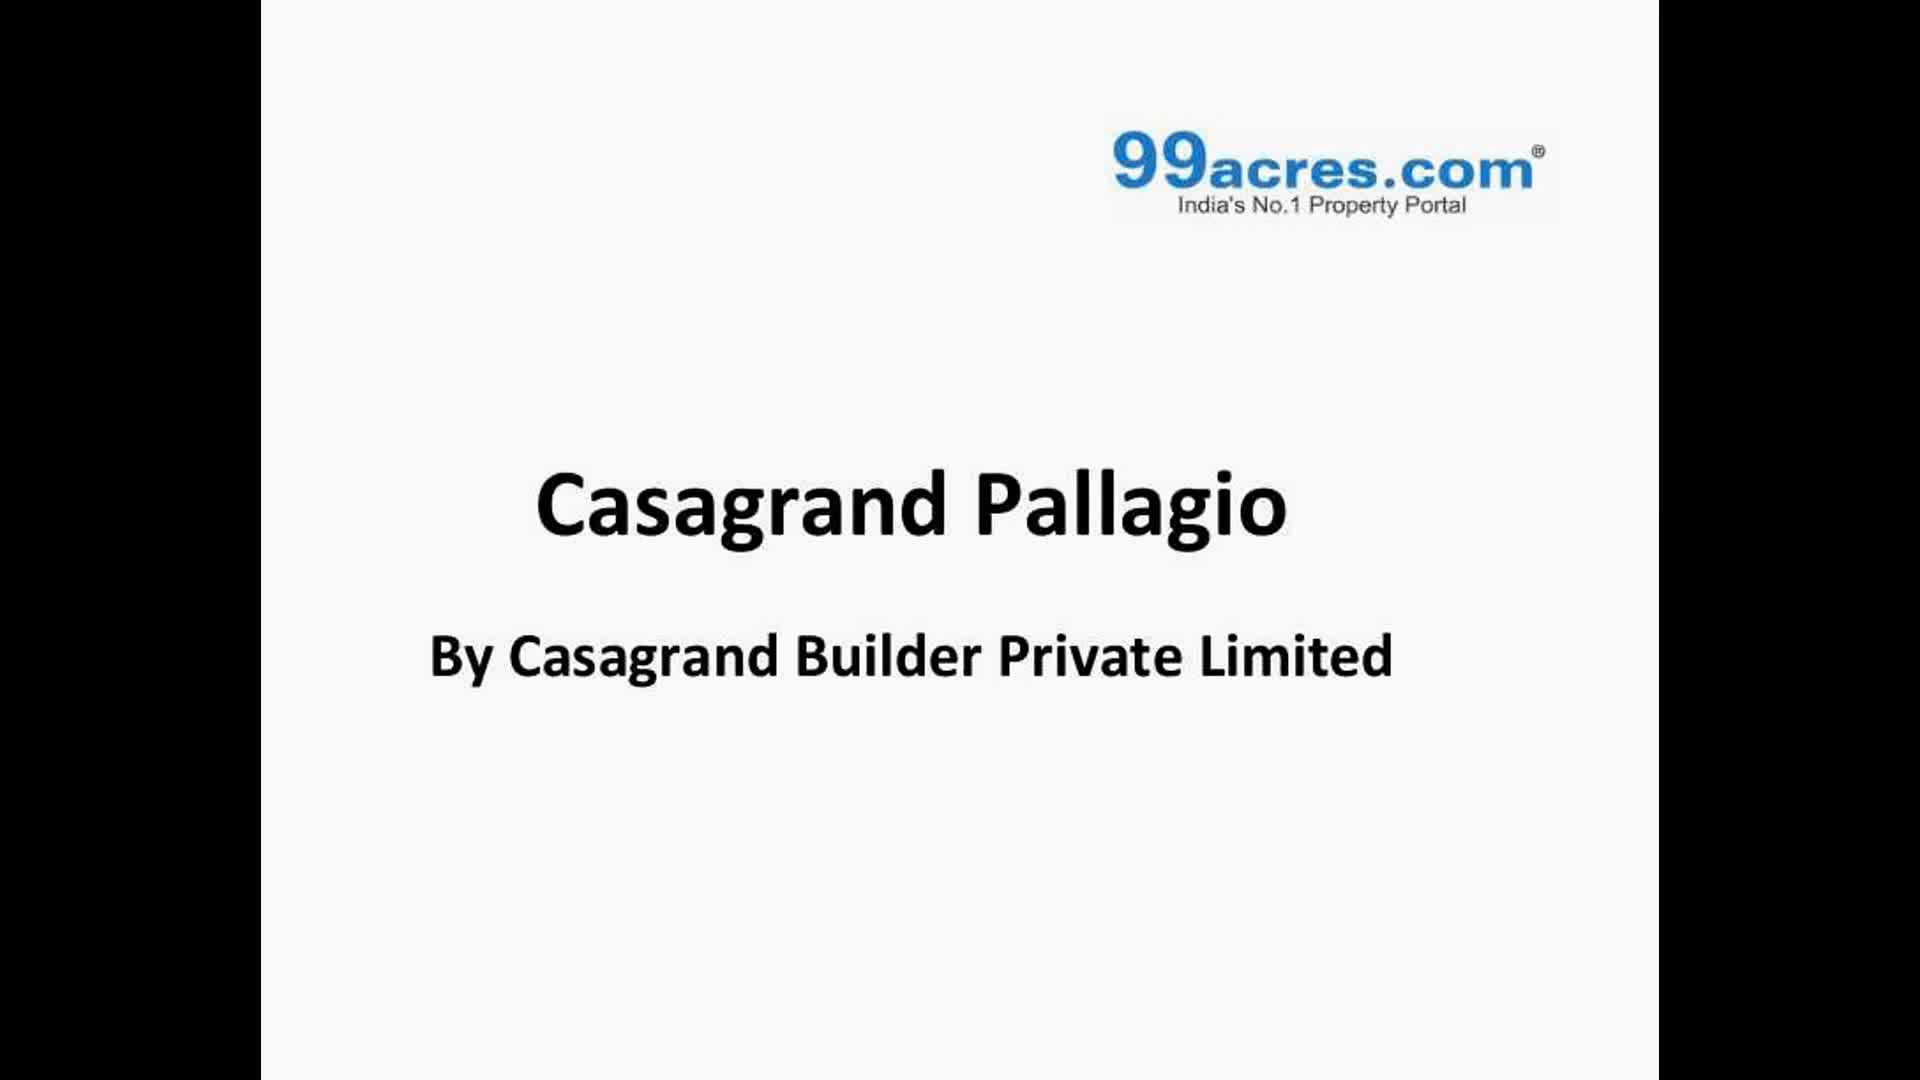 99acres.com®
India's No.1 Property Portal
Casagrand Pallagio
By Casagrand Builder Private Limited